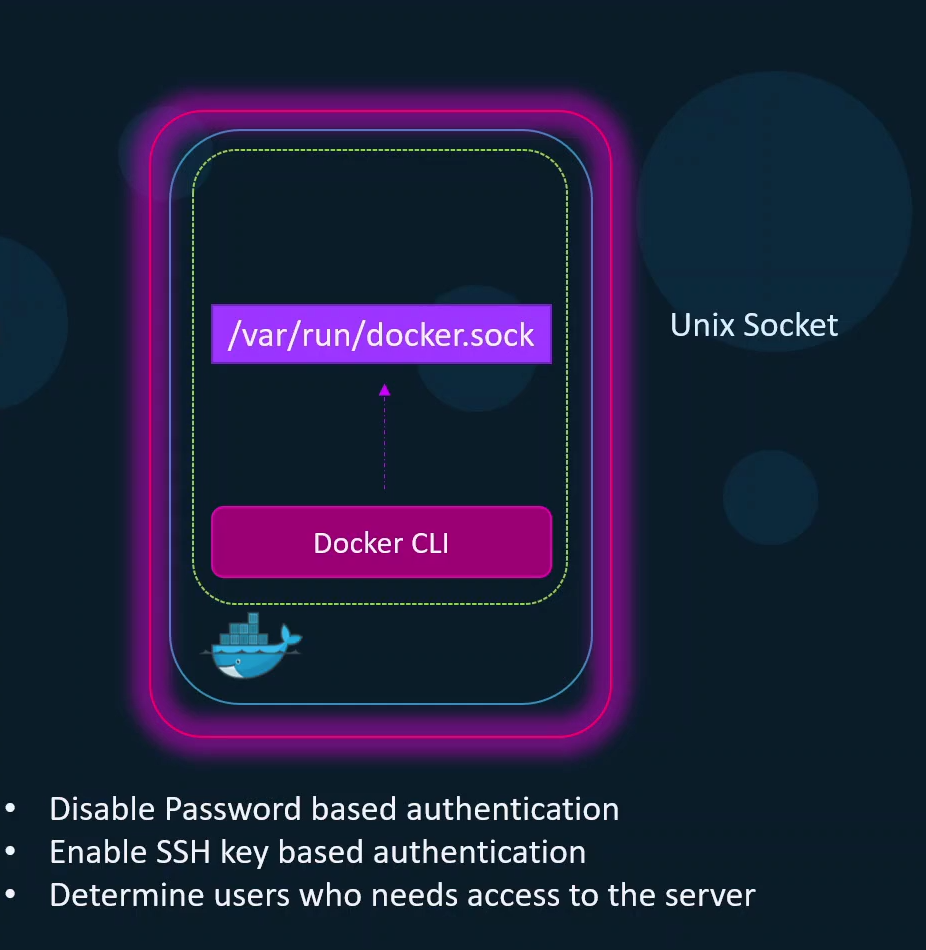 /var/run/docker.sock
Unix Socket
Docker CLI
• Disable Password based authentication
• Enable SSH key based authentication
• Determine users who needs access to the server